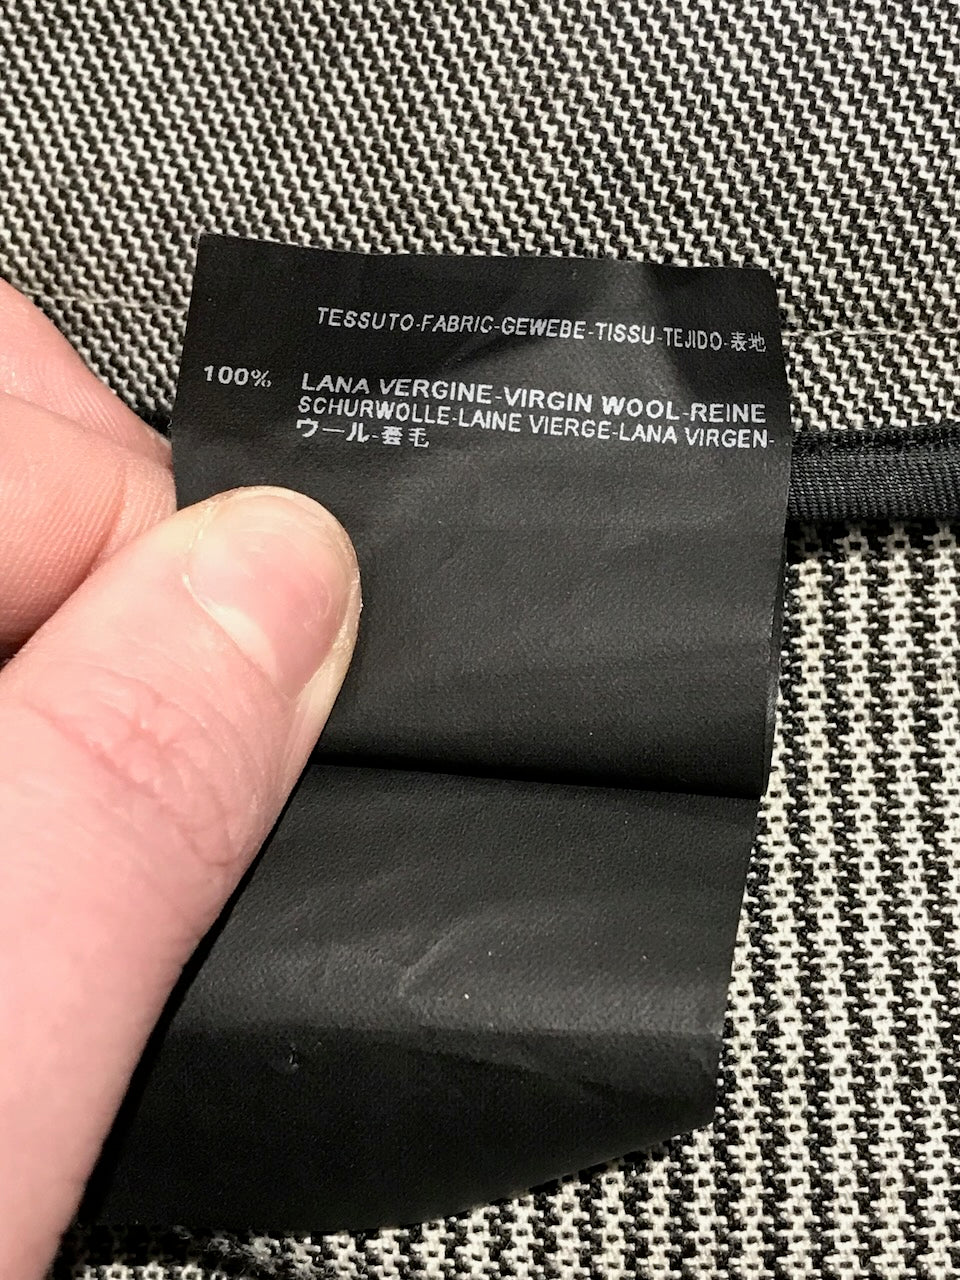 TESSUTO-FABRIC-GEWEBE-TISSU-TEJIDO-表地
100% LANA VERGINE-VIRGIN WOOL-REINE
SCHURWOLLE-LAINE VIERGE-LANA VIRGEN-
ウール-套毛